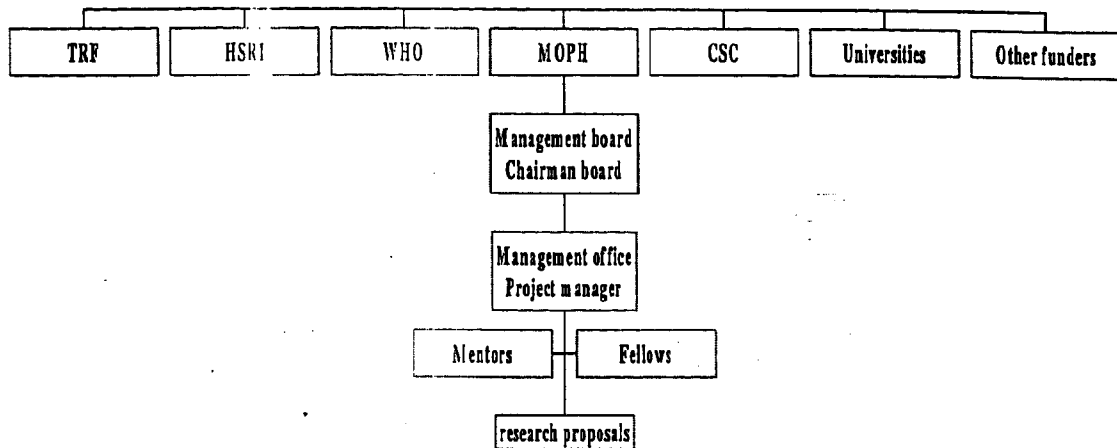 TRF
HSRI
WHO
MOPH
CSC
Universities
Other funders
Management board
Chairman board
Management office
Project manager
Mentors
Fellows
research proposals